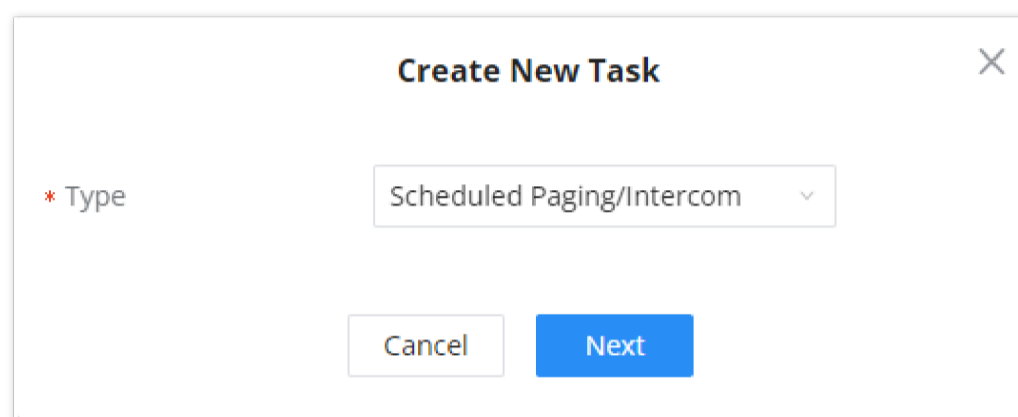 Create New Task
* Type
Scheduled Paging/Intercom
Cancel
Next